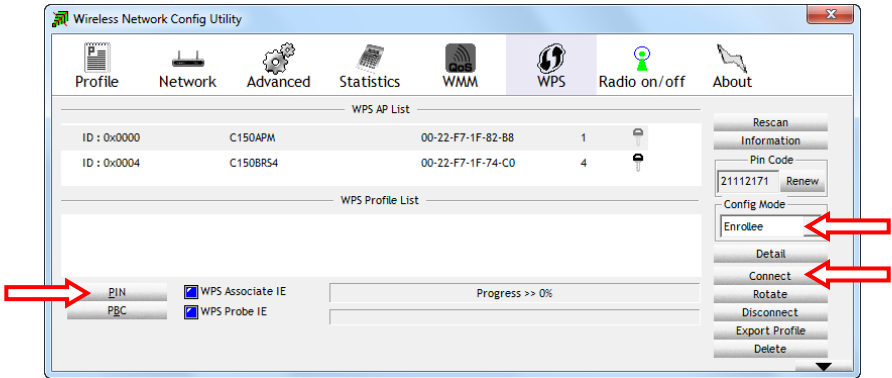 Wireless Network Config Utility
Profile Network Advanced Statistics WMM WPS Radio on/off About
QoS
WPS AP List
ID : 0x0000 C150APM 00-22-F7-1F-82-B8 1
ID : 0x0004 C150BRS4 00-22-F7-1F-74-C0 4
WPS Profile List
Rescan
Information
Pin Code
21112171 Renew
Config Mode
Enrollee
Detail
Connect
Rotate
Disconnect
Export Profile
Delete
PIN WPS Associate IE Progress >> 0%
PBC WPS Probe IE